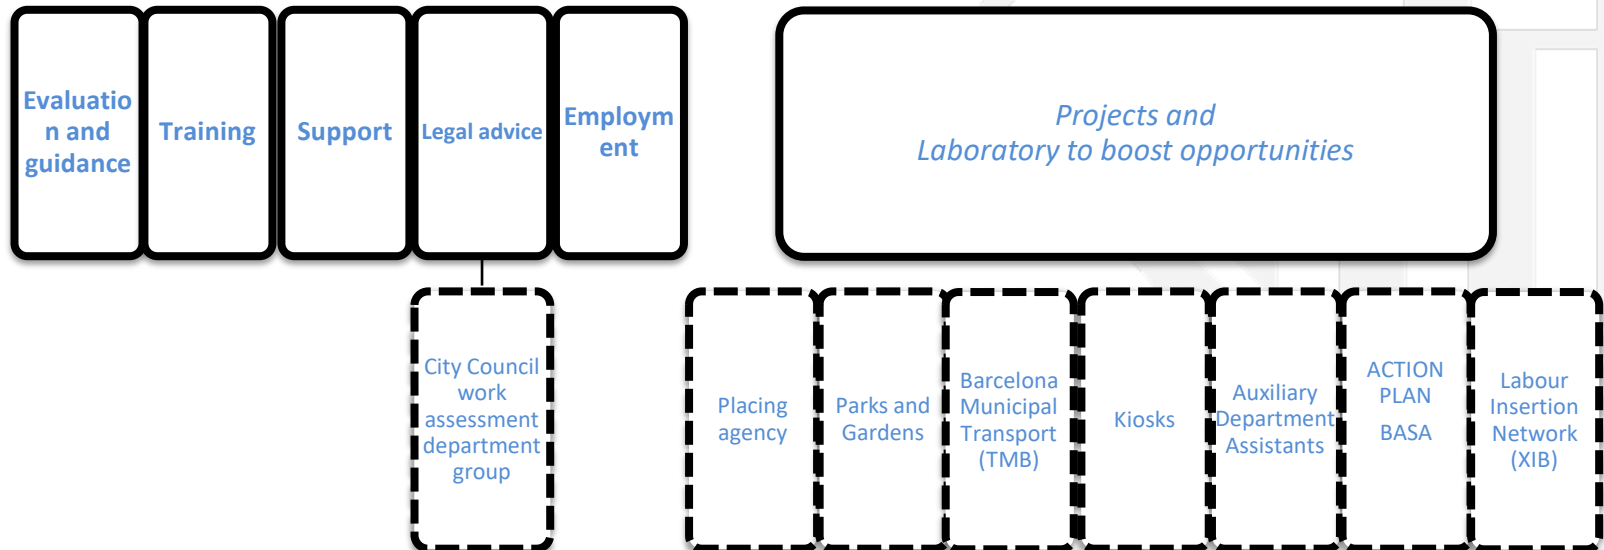 Evaluatio
n and
guidance
Training
Support
Legal advice
Employm
ent
Projects and
Laboratory to boost opportunities
City Council
work
assessment
department
group
Placing
agency
Parks and
Gardens
Barcelona
Municipal
Transport
(TMB)
Kiosks
Auxiliary
Department
Assistants
ACTION
PLAN
BASA
Labour
Insertion
Network
(XIB)